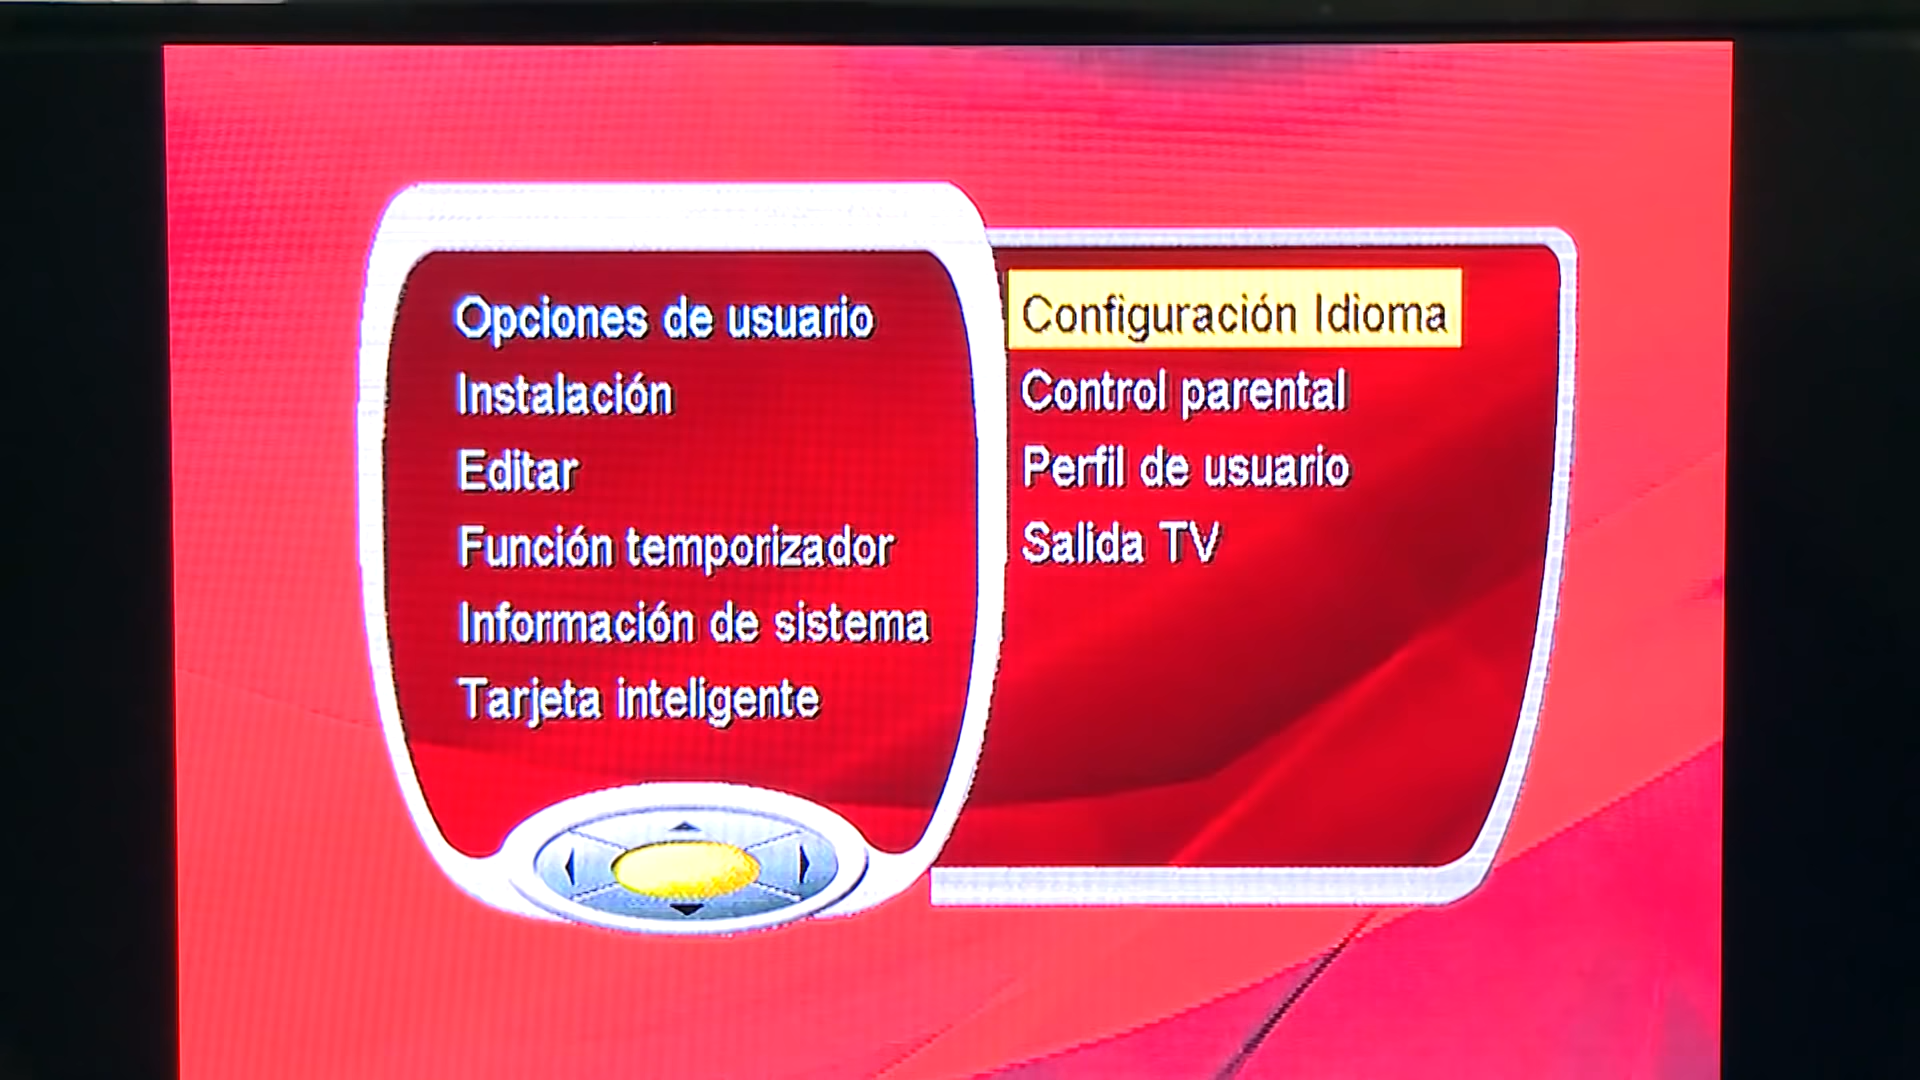 Opciones de usuario
Instalación
Editar
Función temporizador
Información de sistema
Tarjeta inteligente
Configuración Idioma
Control parental
Perfil de usuario
Salida TV